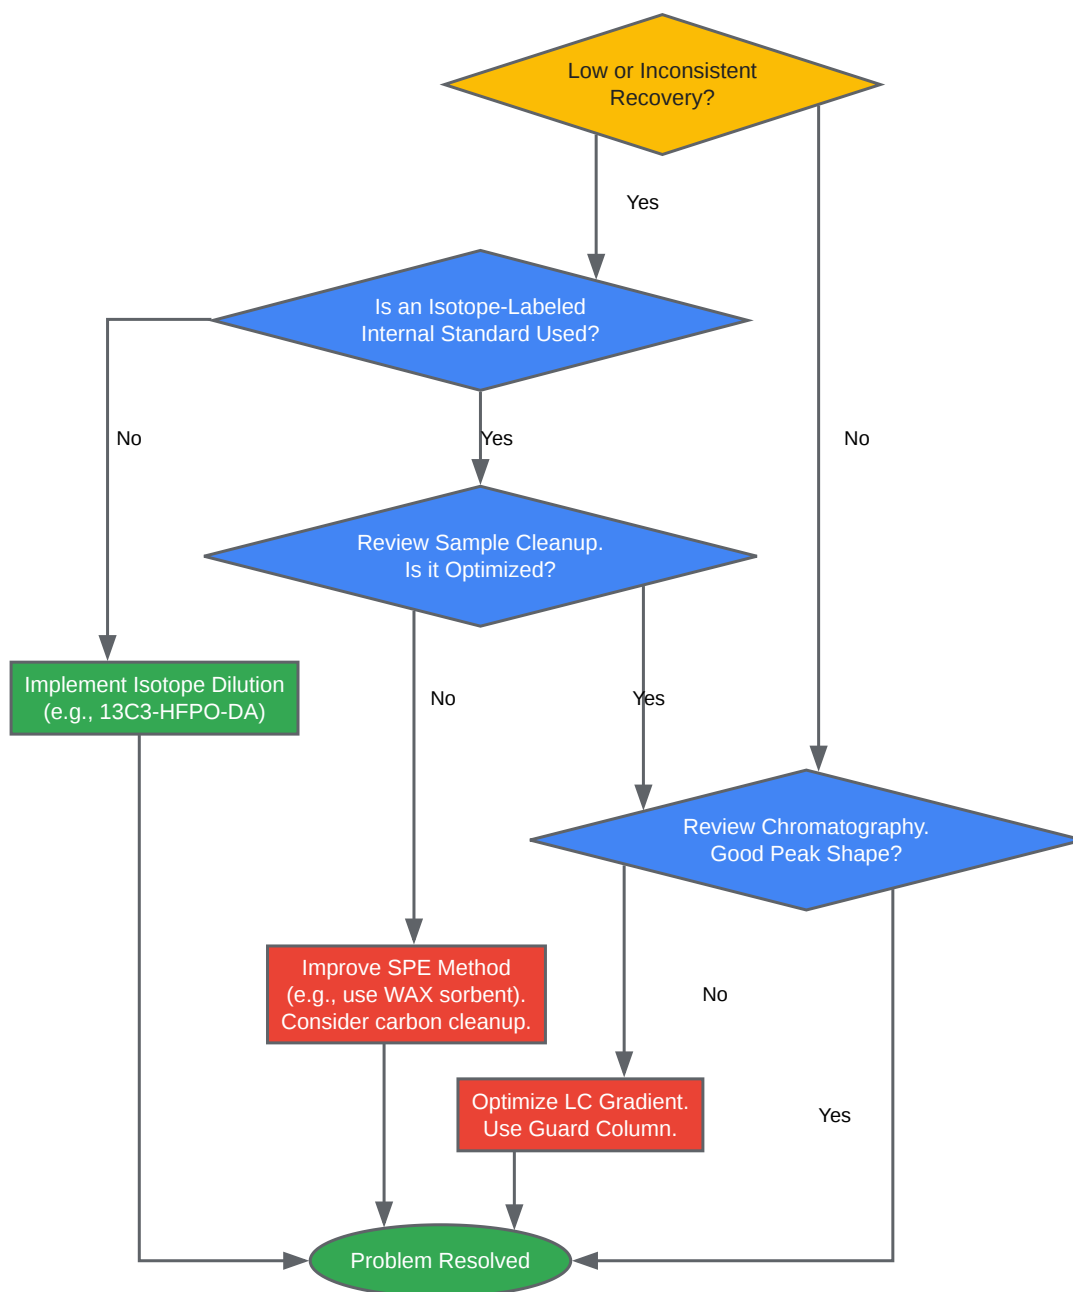 Low or Inconsistent
Recovery?
Yes
Is an Isotope-Labeled
Internal Standard Used?
No
Yes
No
Review Sample Cleanup.
Is it Optimized?
Implement Isotope Dilution
(e.g., 13C3-HFPO-DA)
No
Yes
Review Chromatography.
Good Peak Shape?
Improve SPE Method
(e.g., use WAX sorbent).
Consider carbon cleanup.
No
Optimize LC Gradient.
Use Guard Column.
Yes
Problem Resolved